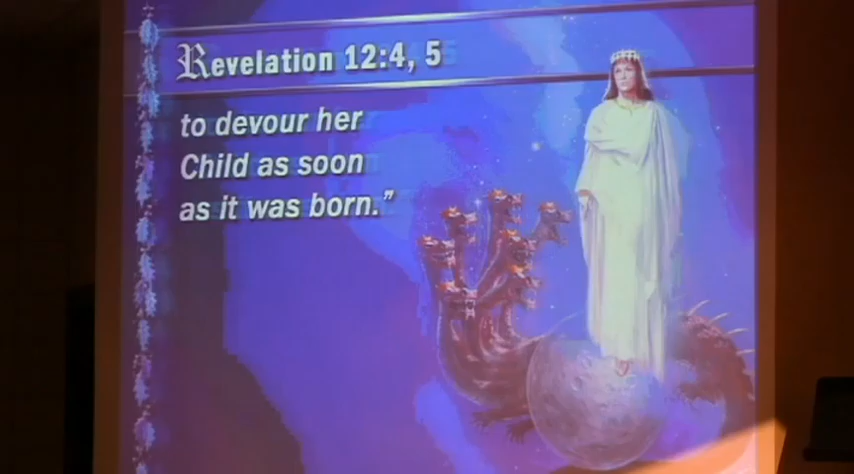 Revelation 12:4, 5
to devour her
Child as soon
as it was born.”